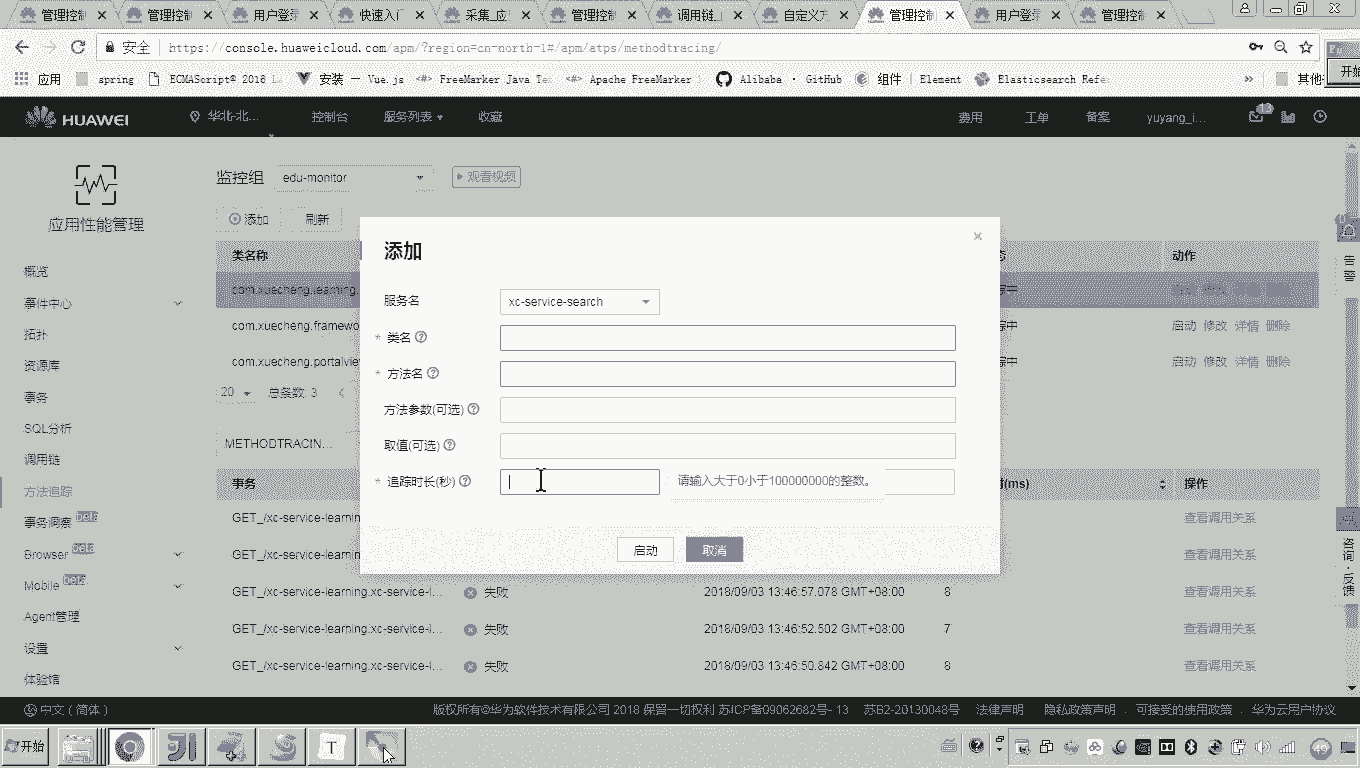 管理控制 管理控制 用户登录 快速入门 采集_应 管理控制 调用链_ 自定义方 管理控制 用户登录 管理控制
安全 https://console.huaweicloud.com/apm/?region=cn-north-1#/apm/atps/methodtracing/
应用 spring ECMAScript® 2018 安装 — Vue.js FreeMarker Java Te Apache FreeMarker Alibaba · GitHub 组件 | Element Elasticsearch Refe » 其他
开始
HUAWEI 华北-北... 控制台 服务列表 收藏 费用 工单 备案 yuyang_i... 13
监控组 edu-monitor 观看视频
应用性能管理
添加 刷新
添加
类名称 动作
概览
com.xuecheng.learning.
服务名 xc-service-search
事件中心
com.xuecheng.framewo 踪中 启动 修改 详情 删除
* 类名
拓扑
com.xuecheng.portalvie 踪中 启动 修改 详情 删除
* 方法名
资源库
20 总条数: 3
事务
方法参数(可选)
SQL分析
METHODTRACIN...
取值(可选)
调用链
* 追踪时长(秒) 请输入大于0小于100000000的整数。
事务 (ms) 操作
方法追踪
事务洞察 beta
GET_/xc-service-learnin 查看调用关系
Browser beta
GET_/xc-service-learnin 查看调用关系
启动 取消
Mobile beta
GET_/xc-service-learning.xc-service-l... 失败 2018/09/03 13:46:57.078 GMT+08:00 8 查看调用关系
Agent管理
GET_/xc-service-learning.xc-service-l... 失败 2018/09/03 13:46:52.502 GMT+08:00 7 查看调用关系
设置
GET_/xc-service-learning.xc-service-l... 失败 2018/09/03 13:46:50.842 GMT+08:00 8 查看调用关系
体验馆
告警
咨询·反馈
中文（简体） 版权所有©华为软件技术有限公司 2018 保留一切权利 苏ICP备09062682号-13 苏B2-20130048号 法律声明 隐私政策声明 可接受的使用政策 华为云用户协议
开始 T 49